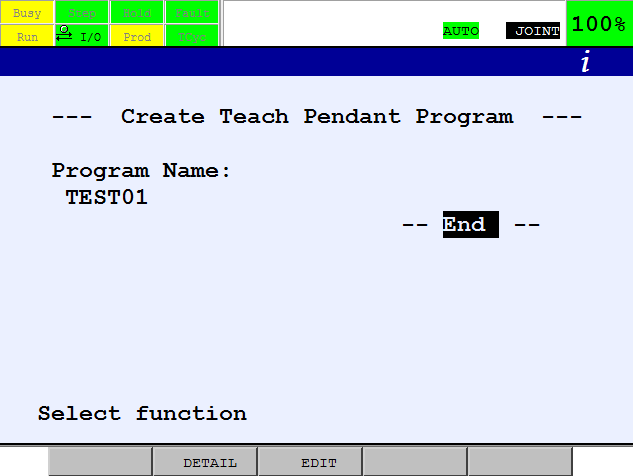 Busy Step Hold Fault
Run I/O Prod TCyc
AUTO JOINT 100%
i
--- Create Teach Pendant Program ---
Program Name:
TEST01
-- End --
Select function
DETAIL EDIT